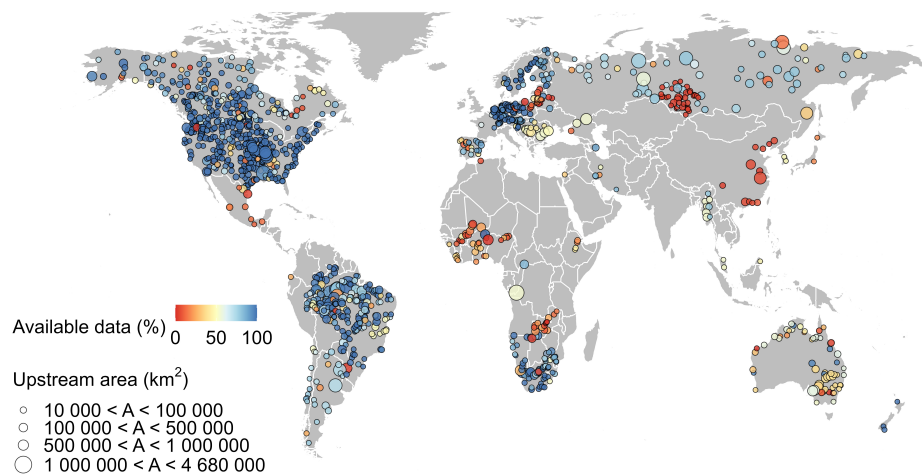 Available data (%)
0 50 100
Upstream area (km²)
10 000 < A < 100 000
100 000 < A < 500 000
500 000 < A < 1 000 000
1 000 000 < A < 4 680 000